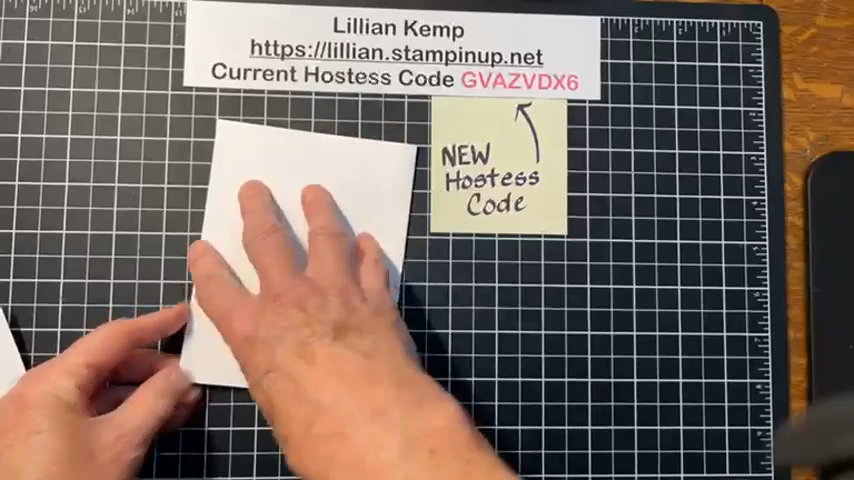 Lillian Kemp
https://lillian.stampinup.net
Current Hostess Code GVAZVDX6
NEW
Hostess
Code